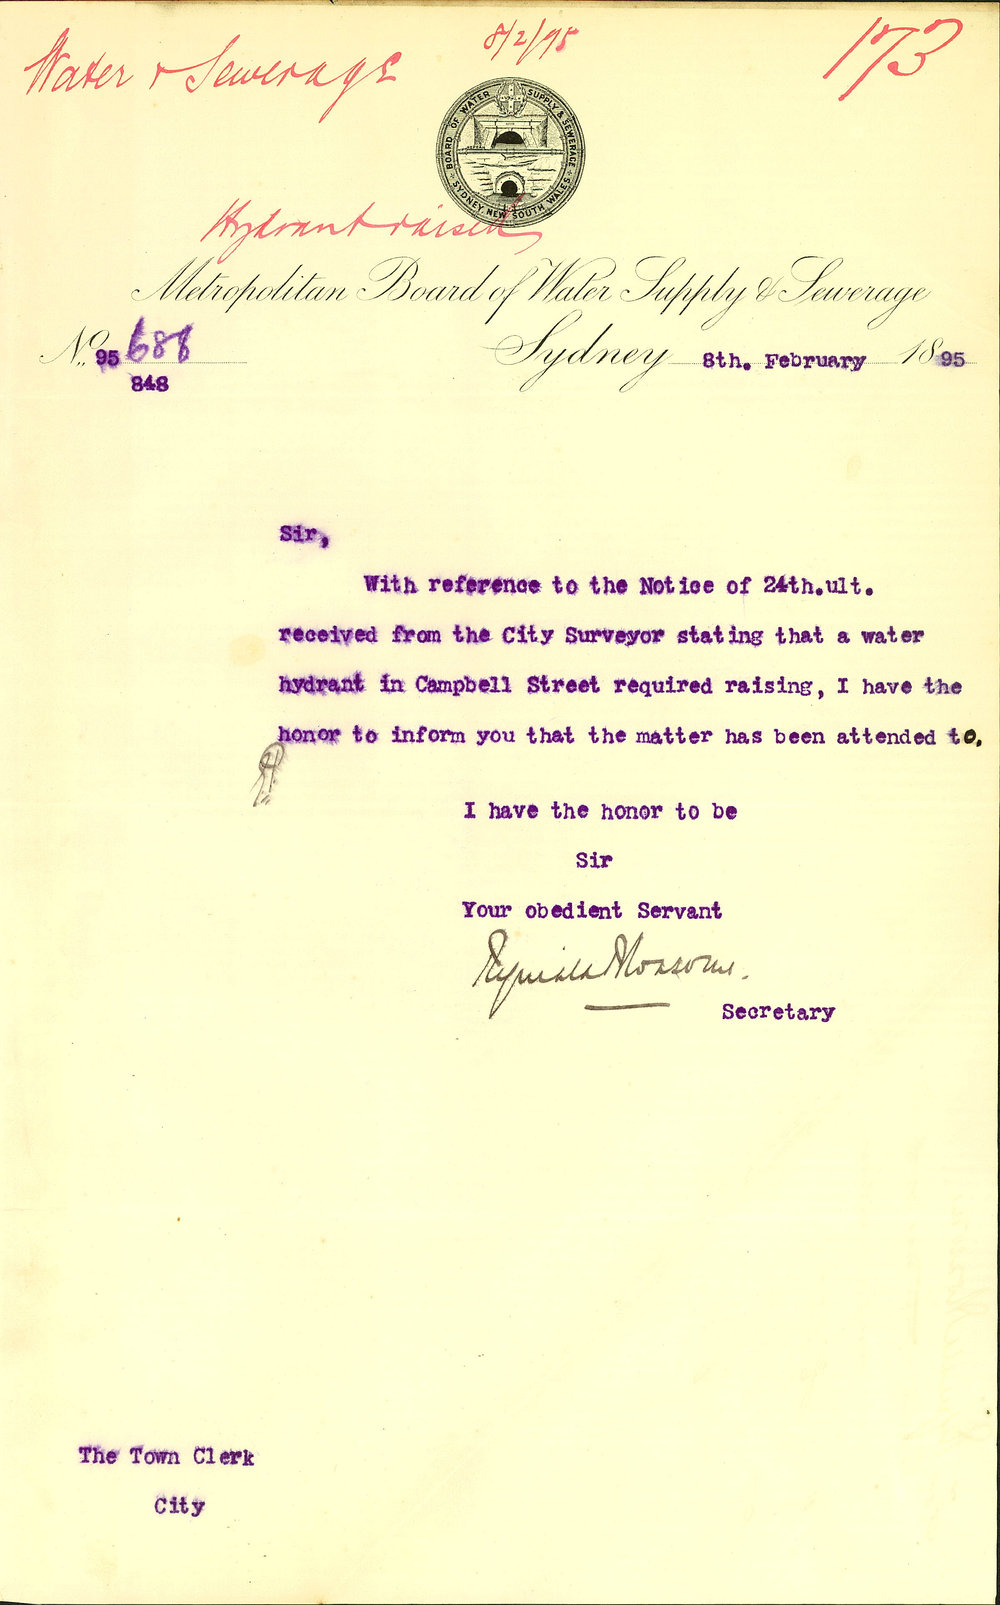 Water & Sewerage
8/2/95
173
BOARD OF WATER SUPPLY & SEWERAGE
SYDNEY NEW SOUTH WALES
Hydrant raised
Metropolitan Board of Water Supply & Sewerage
No. 95 688
848
Sydney 8th. February 1895
Sir,
With reference to the Notice of 24th.ult.
received from the City Surveyor stating that a water
hydrant in Campbell Street required raising, I have the
honor to inform you that the matter has been attended to.
I have the honor to be
Sir
Your obedient Servant
Secretary
The Town Clerk
City